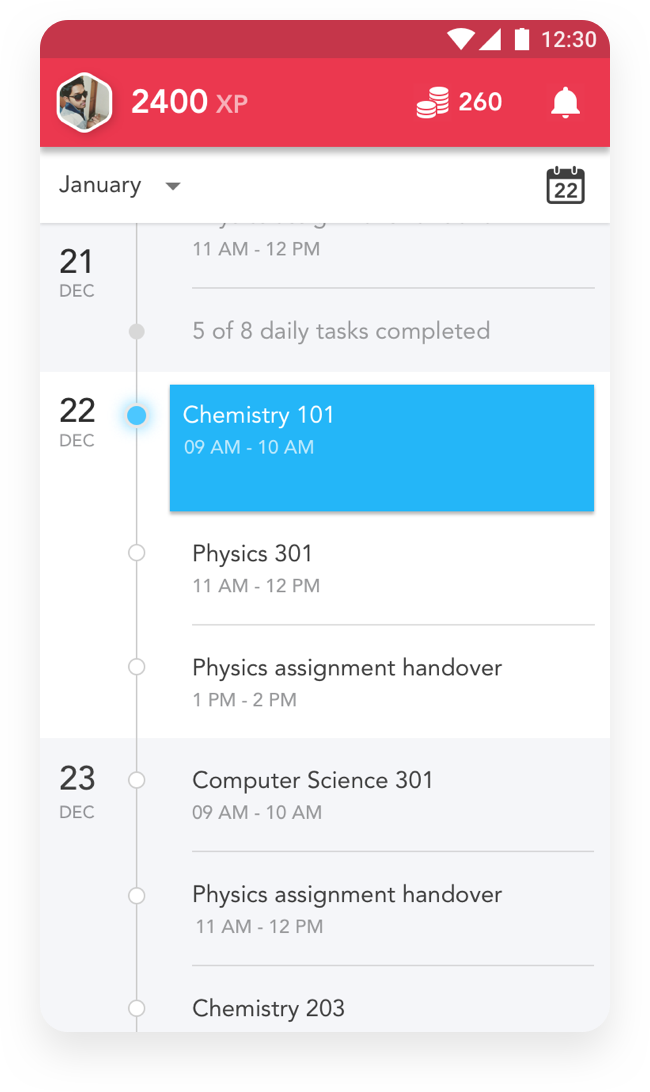 12:30
2400 XP
260
January
22
21
DEC
11 AM - 12 PM
5 of 8 daily tasks completed
22
DEC
Chemistry 101
09 AM - 10 AM
Physics 301
11 AM - 12 PM
Physics assignment handover
1 PM - 2 PM
23
DEC
Computer Science 301
09 AM - 10 AM
Physics assignment handover
11 AM - 12 PM
Chemistry 203